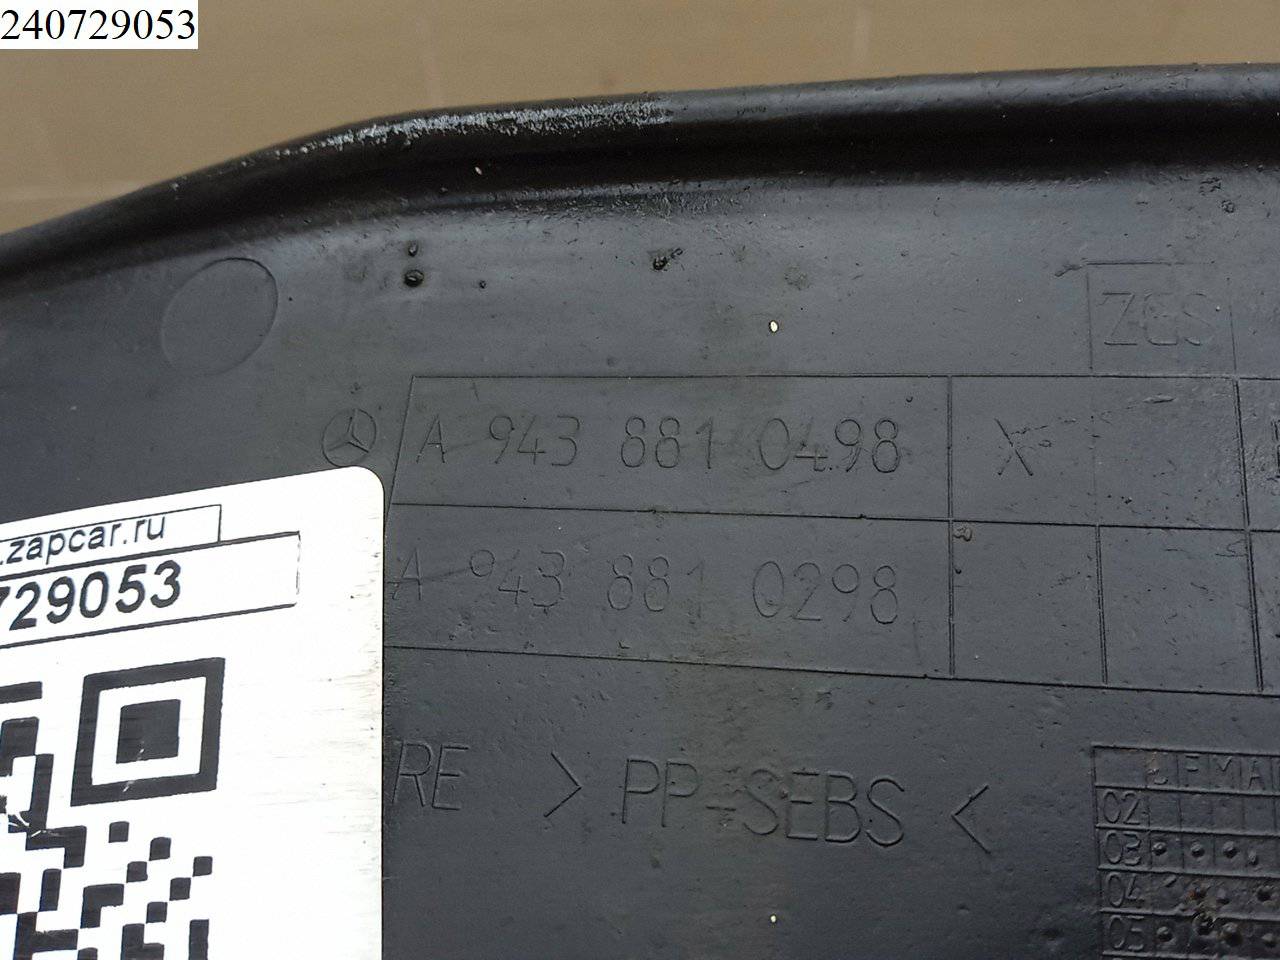 240729053
ZGS
A 943 881 0498 X
A 943 881 0298
.zapcar.ru
729053
RE > PP+SEBS <
J F M A
02
03
04
05